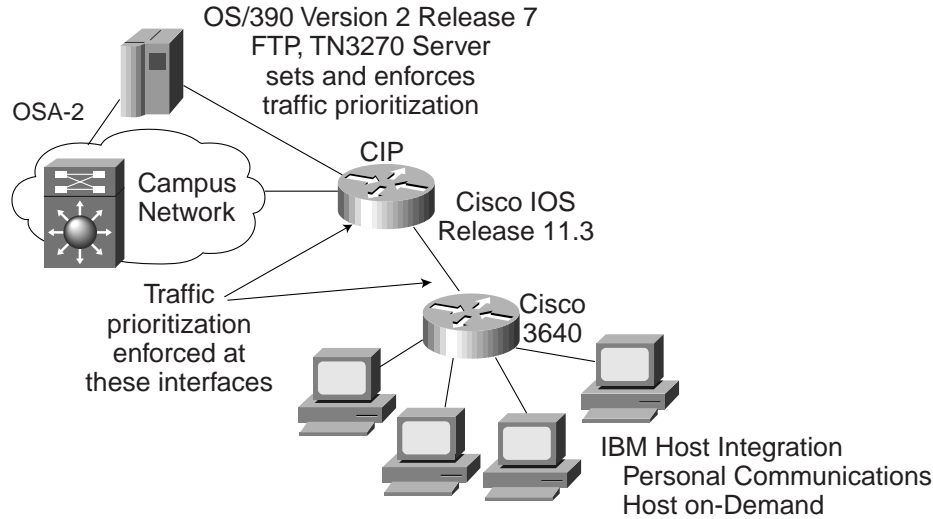 OS/390 Version 2 Release 7
FTP, TN3270 Server
sets and enforces
traffic prioritization
OSA-2
CIP
Campus
Network
Cisco IOS
Release 11.3
Traffic
prioritization
enforced at
these interfaces
Cisco
3640
IBM Host Integration
Personal Communications
Host on-Demand